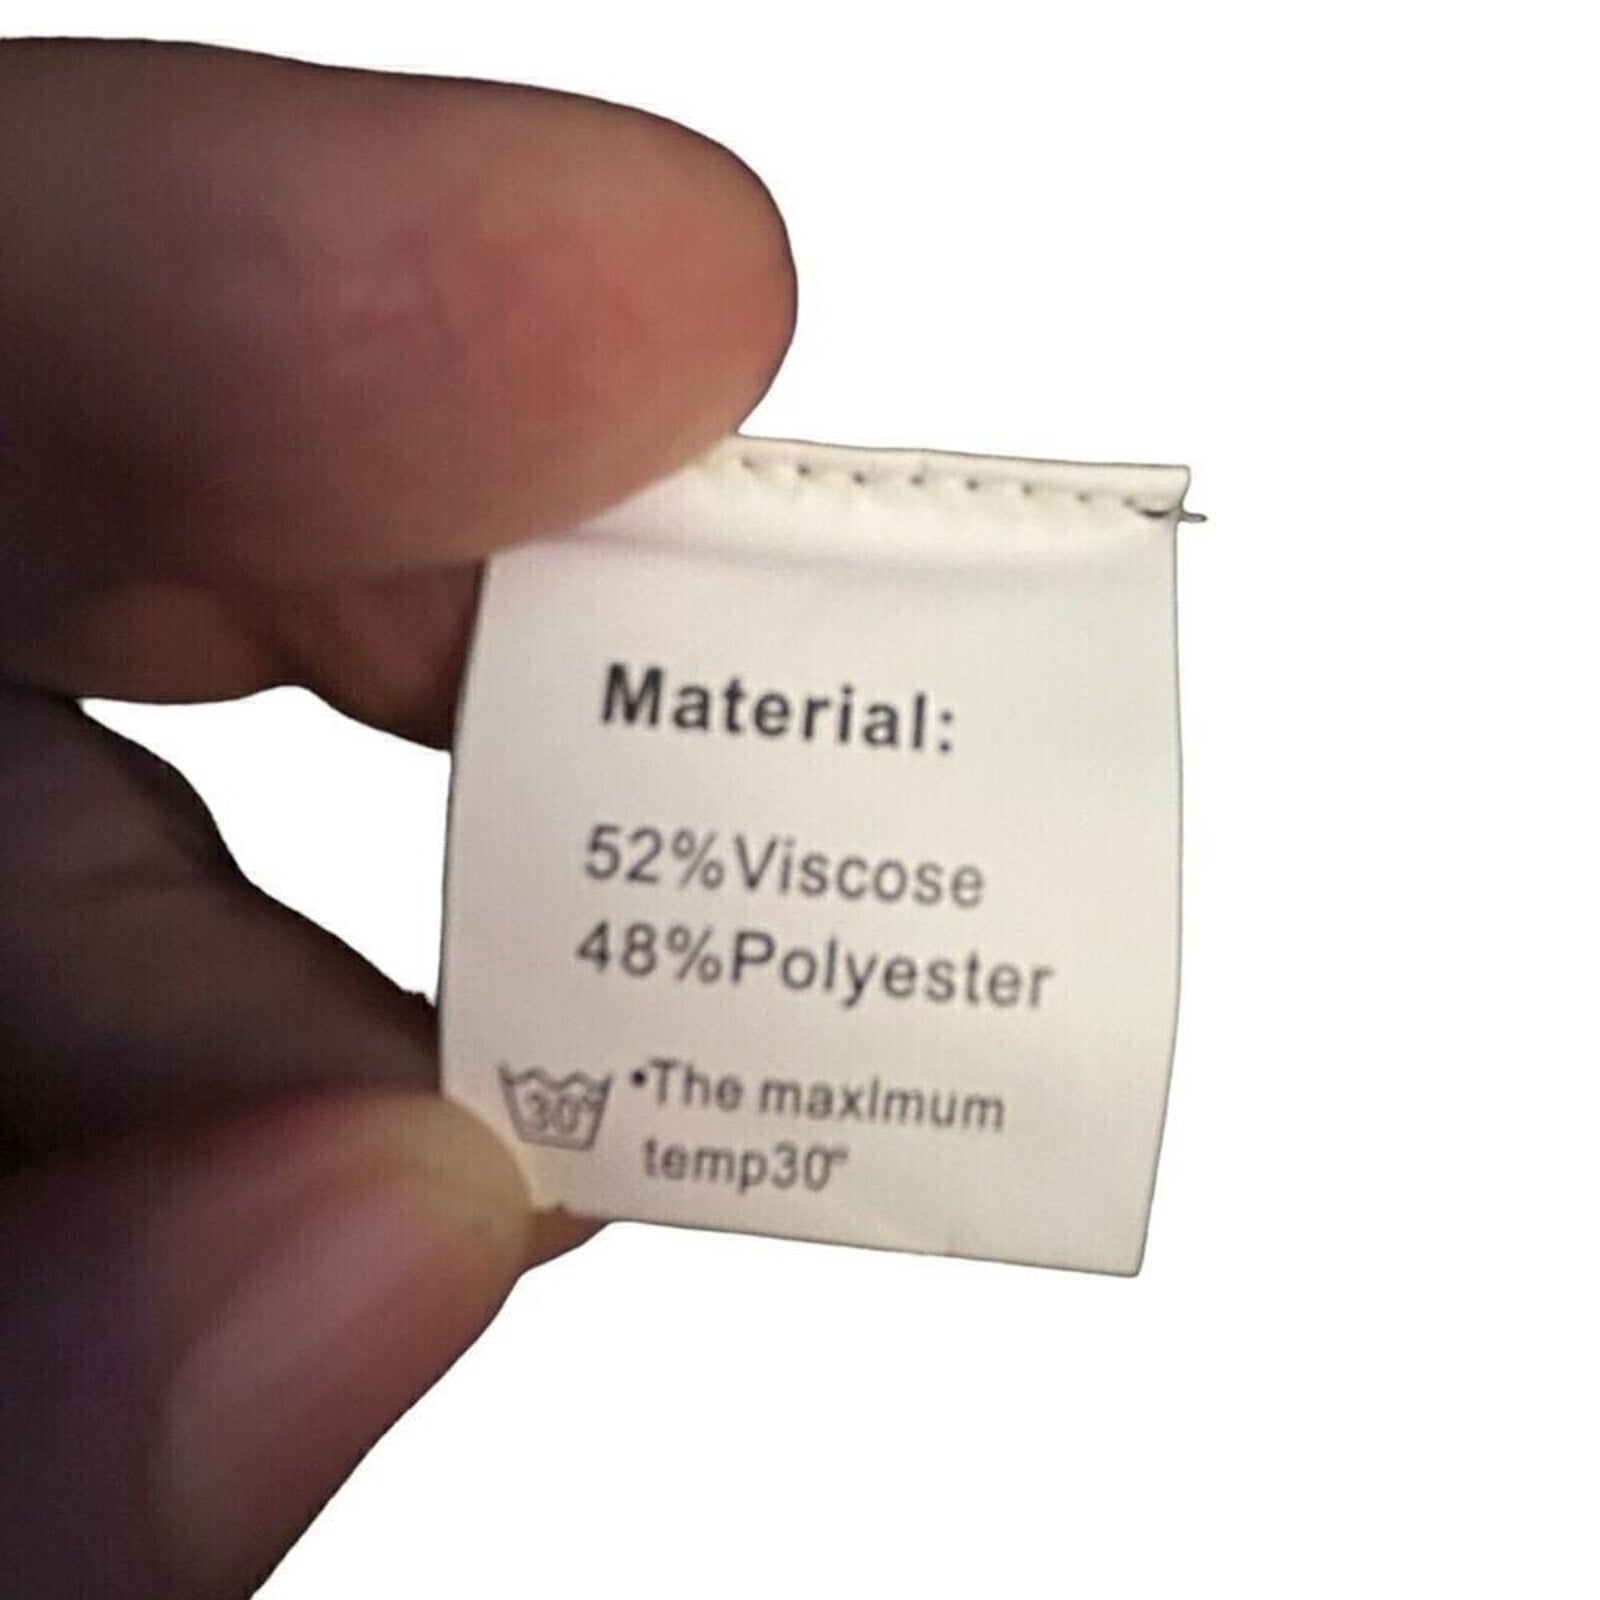 Material:
52%Viscose
48%Polyester
30° •The maxImum
temp30°